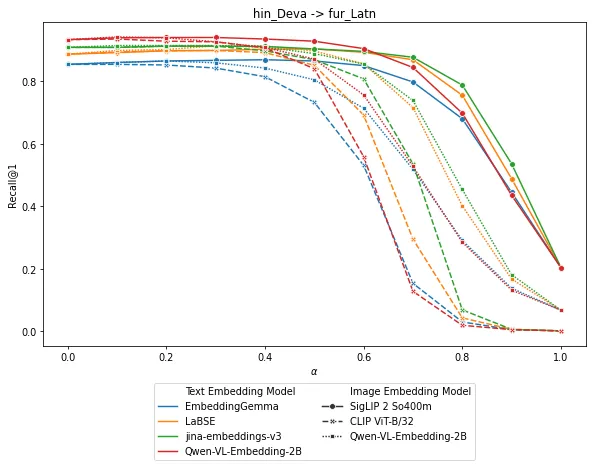 hin_Deva -> fur_Latn
Recall@1
0.8
0.6
0.4
0.2
0.0
0.0 0.2 0.4 0.6 0.8 1.0
α
Text Embedding Model
EmbeddingGemma
LaBSE
jina-embeddings-v3
Qwen-VL-Embedding-2B
Image Embedding Model
SigLIP 2 So400m
CLIP ViT-B/32
Qwen-VL-Embedding-2B